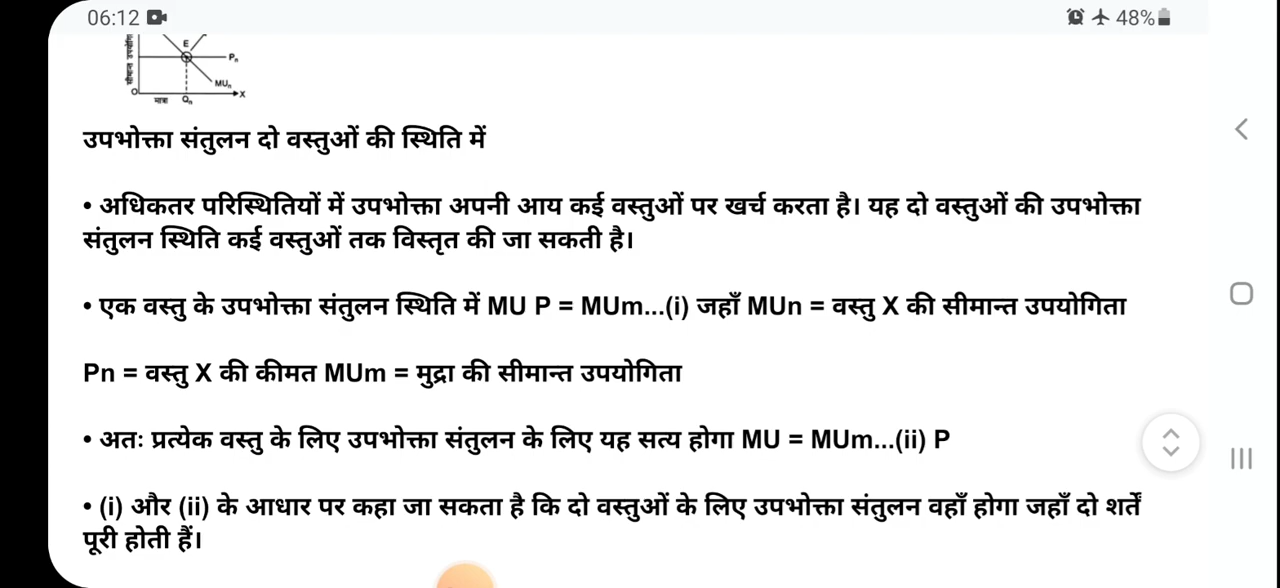 06:12
48%
सीमान्त उपयोगि
E
Pn
MUn
O
मात्रा Qn
X
उपभोक्ता संतुलन दो वस्तुओं की स्थिति में
• अधिकतर परिस्थितियों में उपभोक्ता अपनी आय कई वस्तुओं पर खर्च करता है। यह दो वस्तुओं की उपभोक्ता
संतुलन स्थिति कई वस्तुओं तक विस्तृत की जा सकती है।
• एक वस्तु के उपभोक्ता संतुलन स्थिति में MU P = MUm...(i) जहाँ MUn = वस्तु X की सीमान्त उपयोगिता
Pn = वस्तु X की कीमत MUm = मुद्रा की सीमान्त उपयोगिता
• अतः प्रत्येक वस्तु के लिए उपभोक्ता संतुलन के लिए यह सत्य होगा MU = MUm...(ii) P
• (i) और (ii) के आधार पर कहा जा सकता है कि दो वस्तुओं के लिए उपभोक्ता संतुलन वहाँ होगा जहाँ दो शर्तें
पूरी होती हैं।